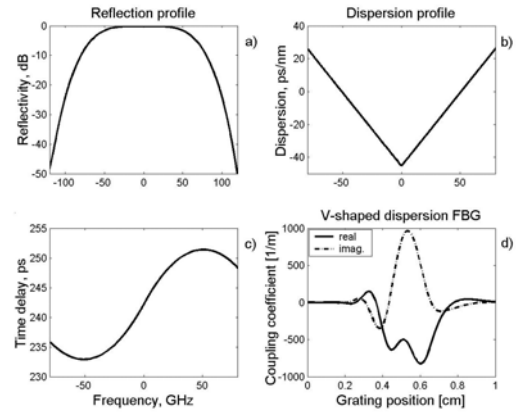 Reflection profile
0
-10
-20
-30
-40
-50
Reflectivity, dB
-100
-50
0
50
100
a)
Dispersion profile
40
20
0
-20
-40
Dispersion, ps/nm
-50
0
50
b)
255
250
245
240
235
230
Time delay, ps
-50
0
50
Frequency, GHz
c)
V-shaped dispersion FBG
1000
500
0
-500
-1000
Coupling coefficient [1/m]
real
imag.
0
0.2
0.4
0.6
0.8
1
Grating position [cm]
d)